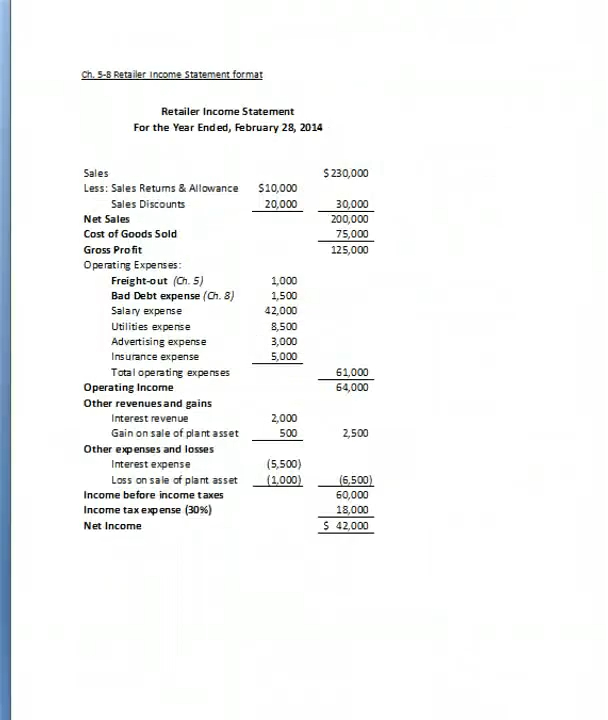 Ch. 5-8 Retailer Income Statement format
Retailer Income Statement
For the Year Ended, February 28, 2014
Sales $230,000
Less: Sales Returns & Allowance $10,000
Sales Discounts 20,000 30,000
Net Sales 200,000
Cost of Goods Sold 75,000
Gross Profit 125,000
Operating Expenses:
Freight-out (Ch. 5) 1,000
Bad Debt expense (Ch. 8) 1,500
Salary expense 42,000
Utilities expense 8,500
Advertising expense 3,000
Insurance expense 5,000
Total operating expenses 61,000
Operating Income 64,000
Other revenues and gains
Interest revenue 2,000
Gain on sale of plant asset 500 2,500
Other expenses and losses
Interest expense (5,500)
Loss on sale of plant asset (1,000) (6,500)
Income before income taxes 60,000
Income tax expense (30%) 18,000
Net Income $ 42,000